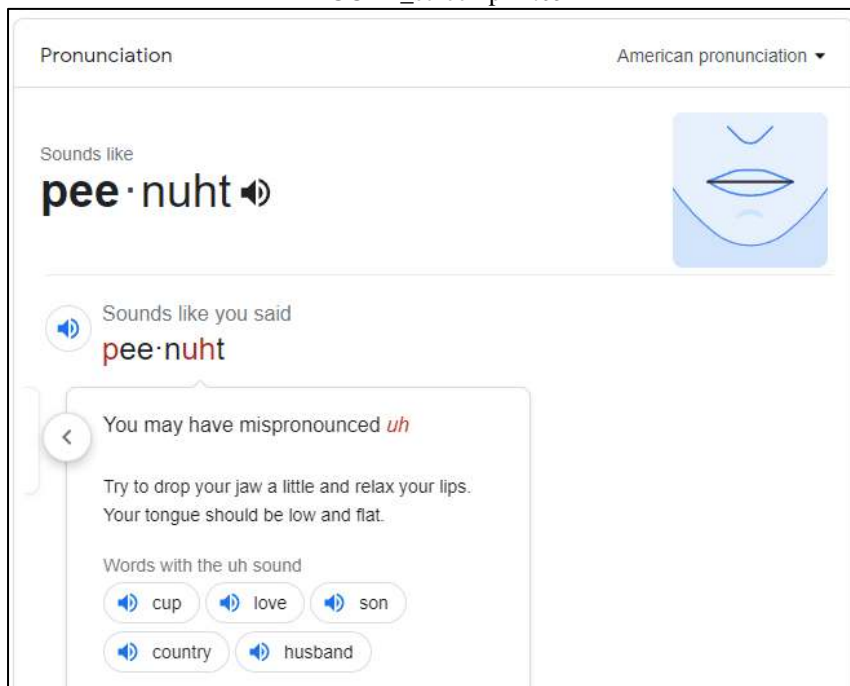 Pronunciation American pronunciation
Sounds like
pee · nuht
Sounds like you said
pee·nuht
You may have mispronounced uh
Try to drop your jaw a little and relax your lips.
Your tongue should be low and flat.
Words with the uh sound
cup love son
country husband